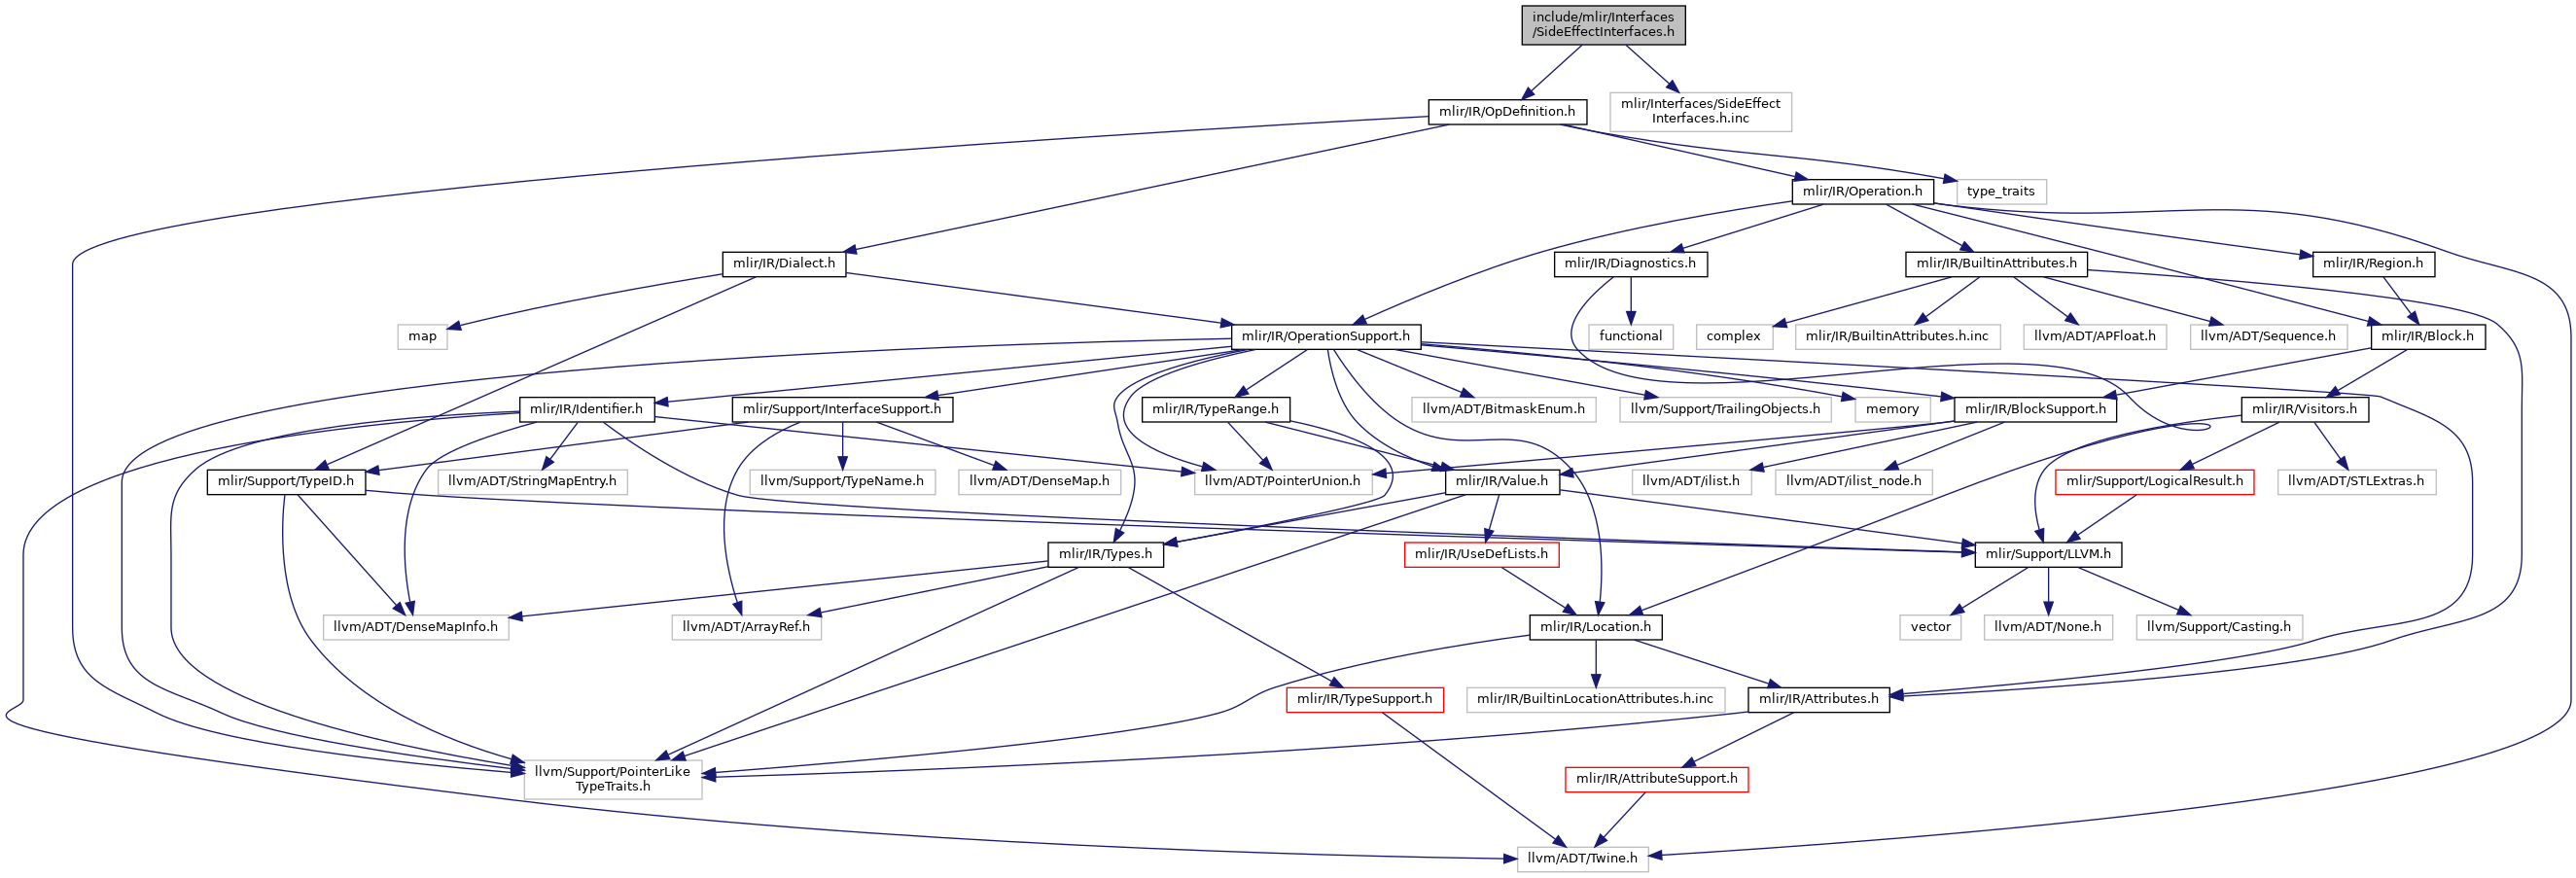 include/mlir/Interfaces
/SideEffectInterfaces.h
mlir/IR/OpDefinition.h
mlir/Interfaces/SideEffect
Interfaces.h.inc
mlir/IR/Operation.h
type_traits
mlir/IR/Dialect.h
mlir/IR/Diagnostics.h
mlir/IR/BuiltinAttributes.h
mlir/IR/Region.h
map
mlir/IR/OperationSupport.h
functional
complex
mlir/IR/BuiltinAttributes.h.inc
llvm/ADT/APFloat.h
llvm/ADT/Sequence.h
mlir/IR/Block.h
mlir/IR/Identifier.h
mlir/Support/InterfaceSupport.h
mlir/IR/TypeRange.h
llvm/ADT/BitmaskEnum.h
llvm/Support/TrailingObjects.h
memory
mlir/IR/BlockSupport.h
mlir/IR/Visitors.h
mlir/Support/TypeID.h
llvm/ADT/StringMapEntry.h
llvm/Support/TypeName.h
llvm/ADT/DenseMap.h
llvm/ADT/PointerUnion.h
mlir/IR/Value.h
llvm/ADT/ilist.h
llvm/ADT/ilist_node.h
mlir/Support/LogicalResult.h
llvm/ADT/STLExtras.h
mlir/IR/Types.h
mlir/IR/UseDefLists.h
mlir/Support/LLVM.h
llvm/ADT/DenseMapInfo.h
llvm/ADT/ArrayRef.h
mlir/IR/Location.h
vector
llvm/ADT/None.h
llvm/Support/Casting.h
mlir/IR/TypeSupport.h
mlir/IR/BuiltinLocationAttributes.h.inc
mlir/IR/Attributes.h
llvm/Support/PointerLike
TypeTraits.h
mlir/IR/AttributeSupport.h
llvm/ADT/Twine.h